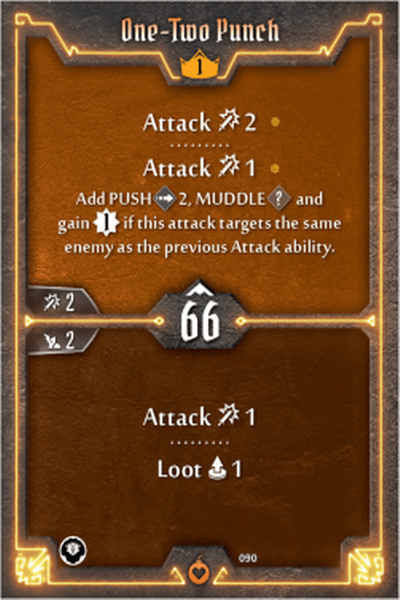 One-Two Punch
1
Attack 2
Attack 1
Add PUSH 2, MUDDLE ? and
gain 1 if this attack targets the same
enemy as the previous Attack ability.
2
66
2
Attack 1
Loot 1
090